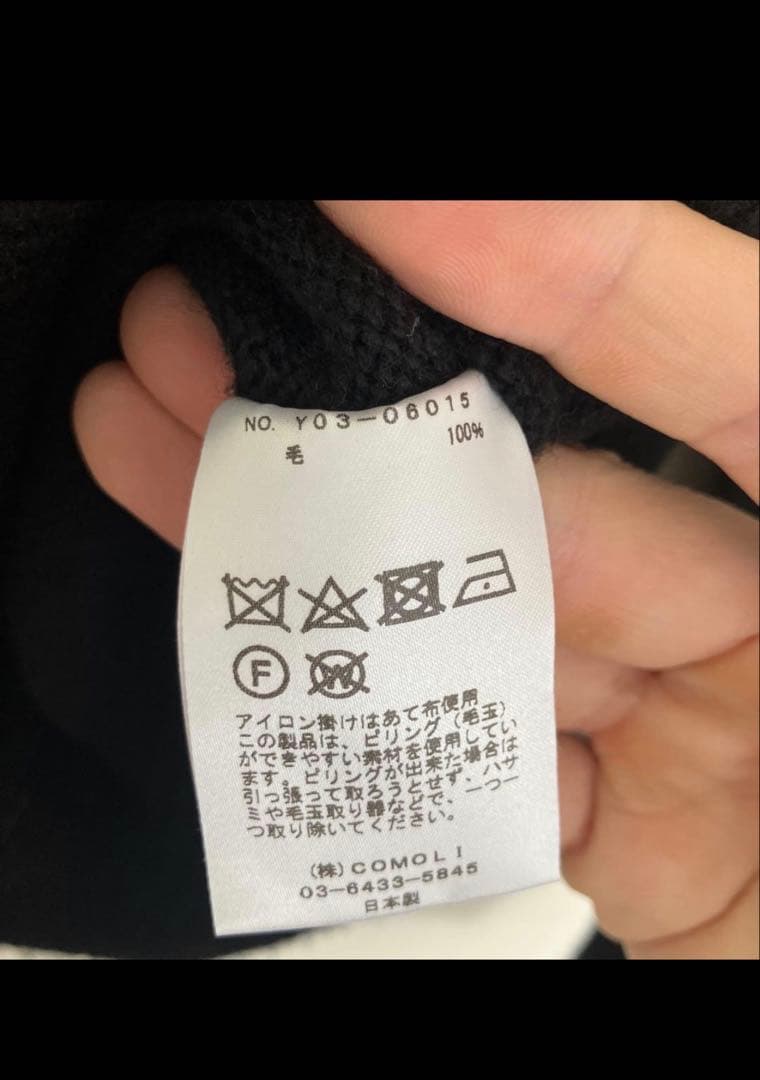 NO. Y03-06015
毛 100%
F
W
アイロン掛けはあて布使用
この製品は、ピリング(毛玉)
ができやすい素材を使用してい
ます。ピリングが出来た場合は
引っ張って取ろうとせず、ハサ
ミや毛玉取り器などで、一つ一
つ取り除いてください。
(株)COMOLI
03-6433-5845
日本製